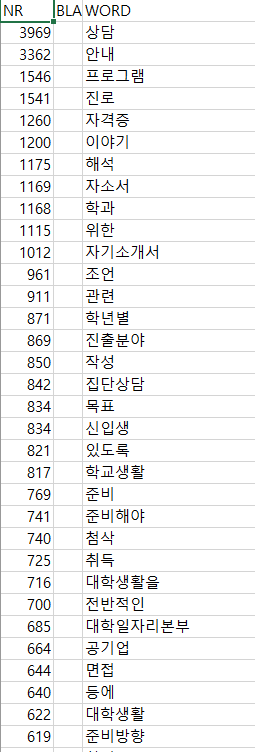 NR BLA WORD
3969 상담
3362 안내
1546 프로그램
1541 진로
1260 자격증
1200 이야기
1175 해석
1169 자소서
1168 학과
1115 위한
1012 자기소개서
961 조언
911 관련
871 학년별
869 진출분야
850 작성
842 집단상담
834 목표
834 신입생
821 있도록
817 학교생활
769 준비
741 준비해야
740 첨삭
725 취득
716 대학생활을
700 전반적인
685 대학일자리본부
664 공기업
644 면접
640 등에
622 대학생활
619 준비방향